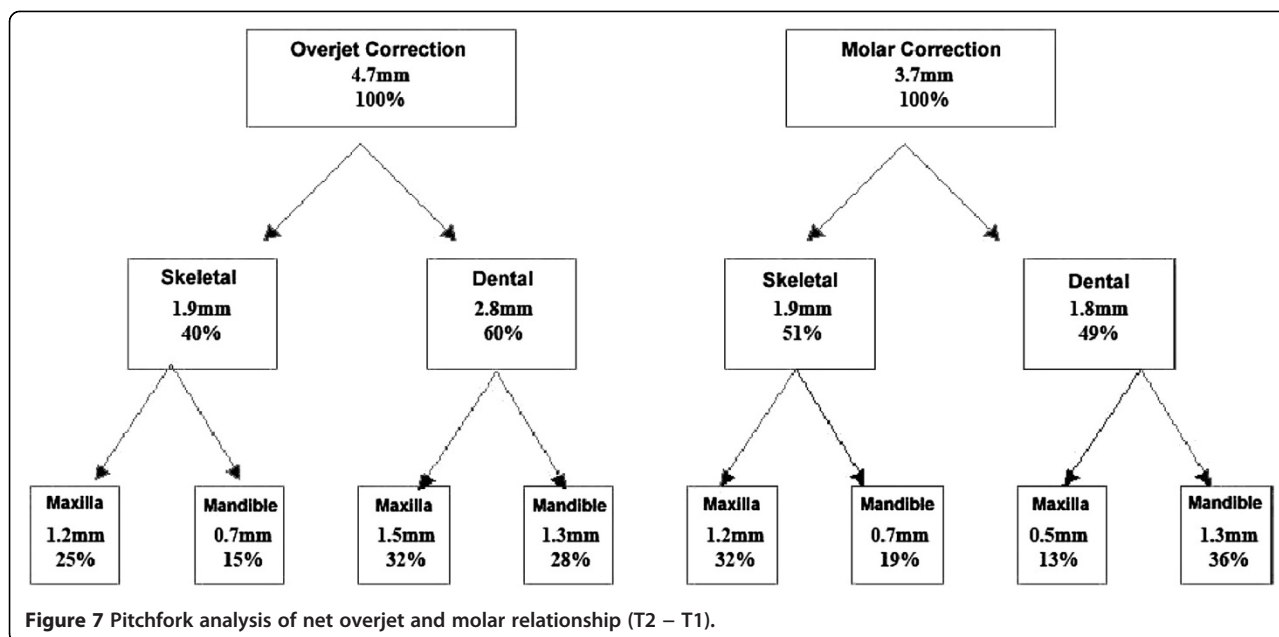 Overjet Correction
4.7mm
100%
Molar Correction
3.7mm
100%
Skeletal
1.9mm
40%
Dental
2.8mm
60%
Skeletal
1.9mm
51%
Dental
1.8mm
49%
Maxilla
1.2mm
25%
Mandible
0.7mm
15%
Maxilla
1.5mm
32%
Mandible
1.3mm
28%
Maxilla
1.2mm
32%
Mandible
0.7mm
19%
Maxilla
0.5mm
13%
Mandible
1.3mm
36%
Figure 7 Pitchfork analysis of net overjet and molar relationship (T2 − T1).